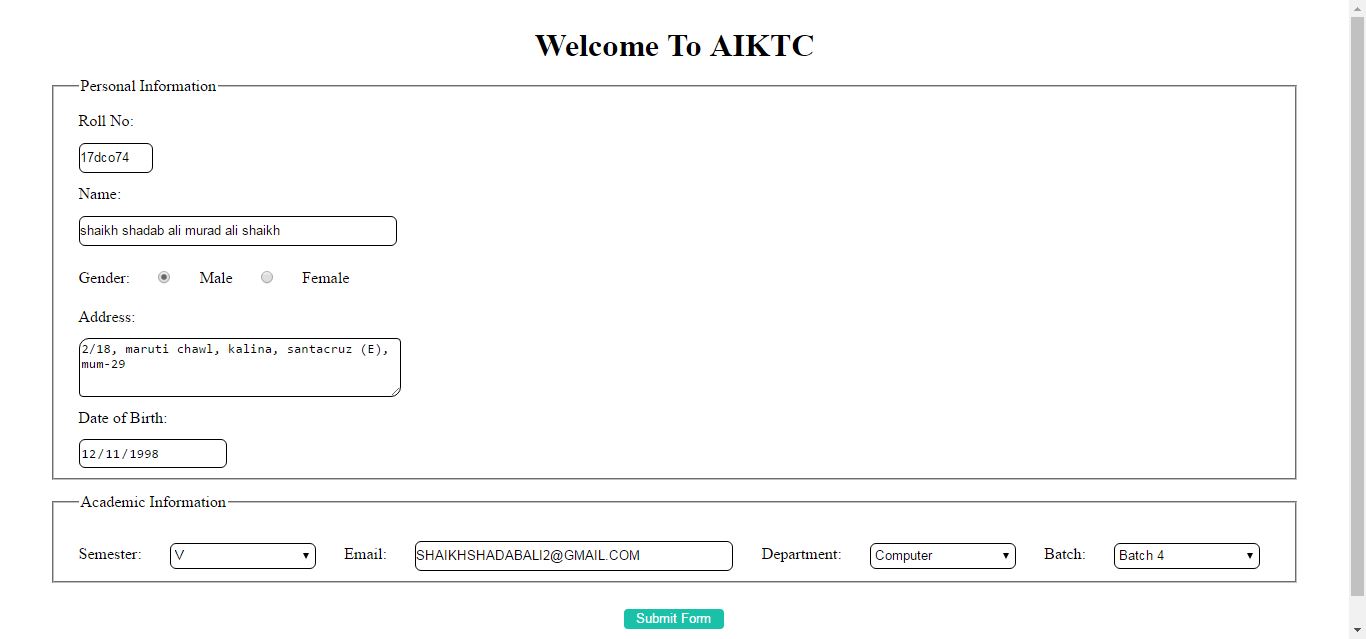 Welcome To AIKTC
Personal Information
Roll No:
17dco74
Name:
shaikh shadab ali murad ali shaikh
Gender: Male Female
Address:
2/18, maruti chawl, kalina, santacruz (E),
mum-29
Date of Birth:
12/11/1998
Academic Information
Semester: V Email: SHAIKHSHADABALI2@GMAIL.COM Department: Computer Batch: Batch 4
Submit Form